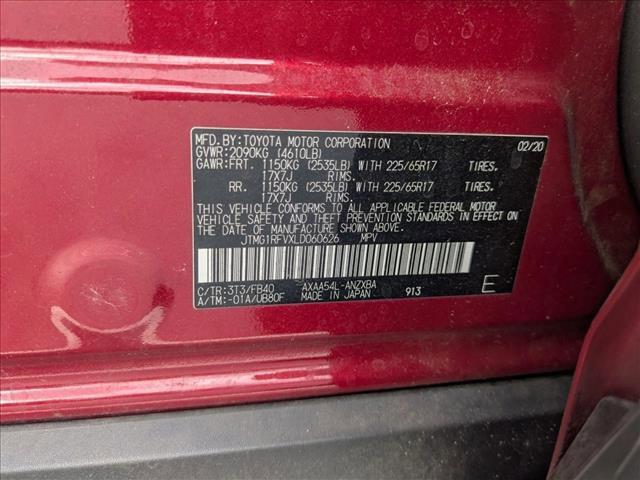 MFD. BY: TOYOTA MOTOR CORPORATION 02/20
GVWR: 2090KG (4610LB)
GAWR: FRT. 1150KG (2535LB) WITH 225/65R17 TIRES.
17X7J RIMS.
RR. 1150KG (2535LB) WITH 225/65R17 TIRES.
17X7J RIMS.
THIS VEHICLE CONFORMS TO ALL APPLICABLE FEDERAL MOTOR
VEHICLE SAFETY AND THEFT PREVENTION STANDARDS IN EFFECT ON
THE DATE OF MANUFACTURE SHOWN ABOVE.
JTMG1RFVXLD060626 MPV
C/TR: 3T3/FB40 AXAA54L-ANZXBA
A/TM: -01A/UB80F MADE IN JAPAN 913 E